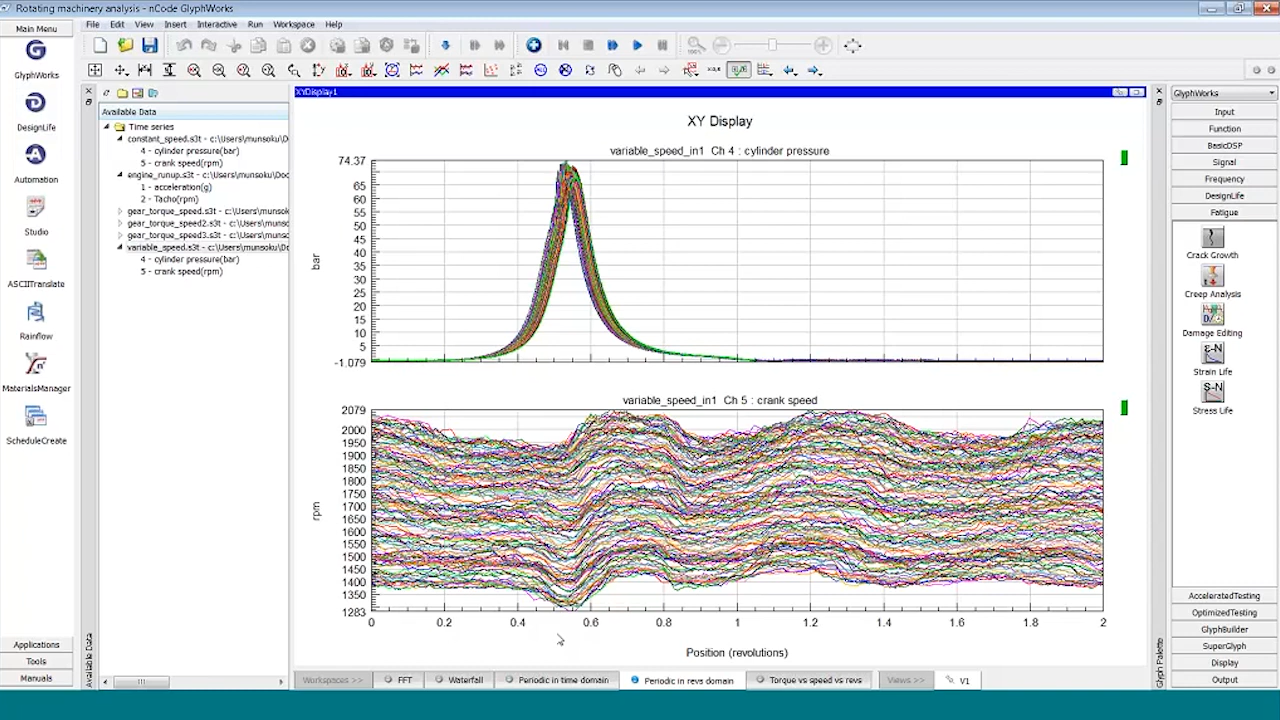 Rotating machinery analysis - nCode GlyphWorks
Main Menu
File Edit View Insert Interactive Run Workspace Help
GlyphWorks
DesignLife
Automation
Studio
ASCIITranslate
Rainflow
MaterialsManager
ScheduleCreate
Applications
Tools
Manuals
Available Data
Available Data
Time series
constant_speed.s3t - c:\Users\munsoku\Do
4 - cylinder pressure(bar)
5 - crank speed(rpm)
engine_runup.s3t - c:\Users\munsoku\Doc
1 - acceleration(g)
2 - Tacho(rpm)
gear_torque_speed.s3t - c:\Users\munsok
gear_torque_speed2.s3t - c:\Users\munso
gear_torque_speed3.s3t - c:\Users\munso
variable_speed.s3t - c:\Users\munsoku\Do
4 - cylinder pressure(bar)
5 - crank speed(rpm)
XYDisplay1
XY Display
variable_speed_in1 Ch 4 : cylinder pressure
74.37
65
60
55
50
45
40
35
30
25
20
15
10
5
-1.079
bar
variable_speed_in1 Ch 5 : crank speed
2079
2000
1950
1900
1850
1800
1750
1700
1650
1600
1550
1500
1450
1400
1350
1283
rpm
0 0.2 0.4 0.6 0.8 1 1.2 1.4 1.6 1.8 2
Position (revolutions)
Workspaces >> FFT Waterfall Periodic in time domain Periodic in revs domain Torque vs speed vs revs Views >> V1
Glyph Palette
GlyphWorks
Input
Function
BasicDSP
Signal
Frequency
DesignLife
Fatigue
Crack Growth
Creep Analysis
Damage Editing
ε-N
Strain Life
S-N
Stress Life
AcceleratedTesting
OptimizedTesting
GlyphBuilder
SuperGlyph
Display
Output